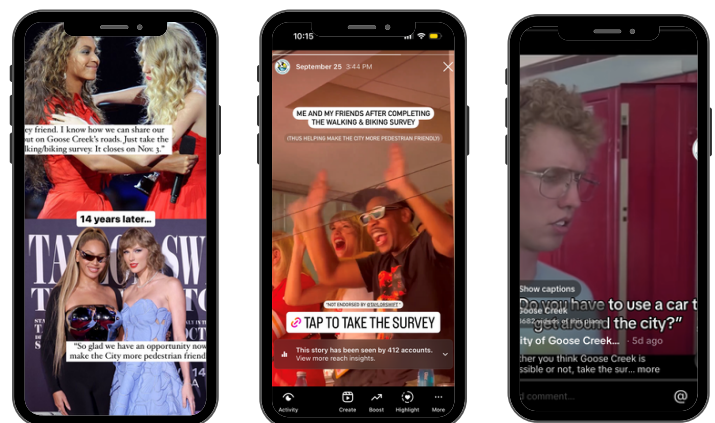 ey friend. I know how we can share our
ut on Goose Creek's roads. Just take the
king/biking survey. It closes on Nov. 3."
14 years later...
TAYLOR SW
"So glad we have an opportunity now
make the City more pedestrian friend
10:15
September 25 3:44 PM
ME AND MY FRIENDS AFTER COMPLETING
THE WALKING & BIKING SURVEY
(THUS HELPING MAKE THE CITY MORE PEDESTRIAN FRIENDLY)
*NOT ENDORSED BY @TAYLORSWIFT*
TAP TO TAKE THE SURVEY
This story has been seen by 412 accounts.
View more reach insights.
Activity
Create
Boost
Highlight
More
Show captions
Do you have to use a car t
Goose Creek
get around the city?"
ity of Goose Creek... · 5d ago
ther you think Goose Creek is
ssible or not, take the sur... more
d comment...
@